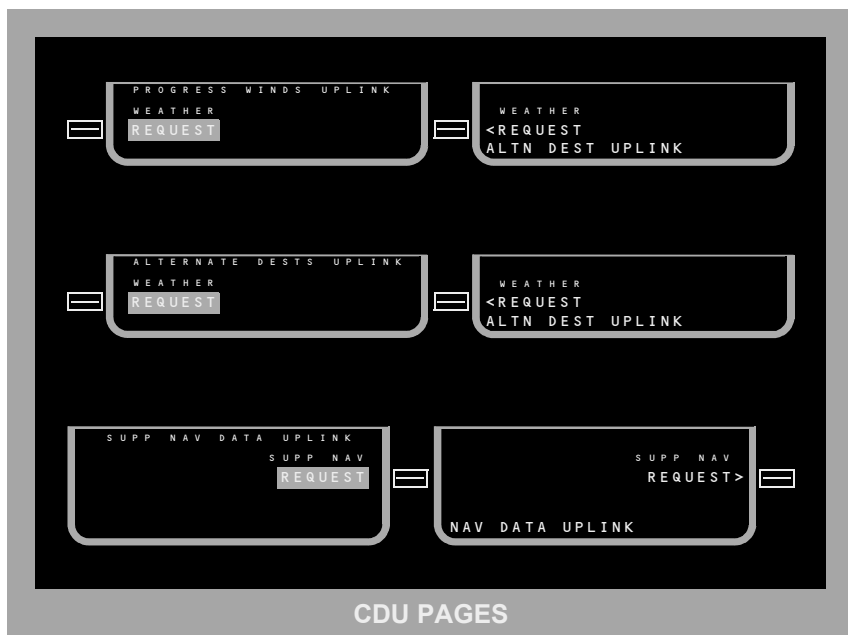 PROGRESS WINDS UPLINK
WEATHER
REQUEST
WEATHER
<REQUEST
ALTN DEST UPLINK
ALTERNATE DESTS UPLINK
WEATHER
REQUEST
WEATHER
<REQUEST
ALTN DEST UPLINK
SUPP NAV DATA UPLINK
SUPP NAV
REQUEST
SUPP NAV
REQUEST>
NAV DATA UPLINK
CDU PAGES